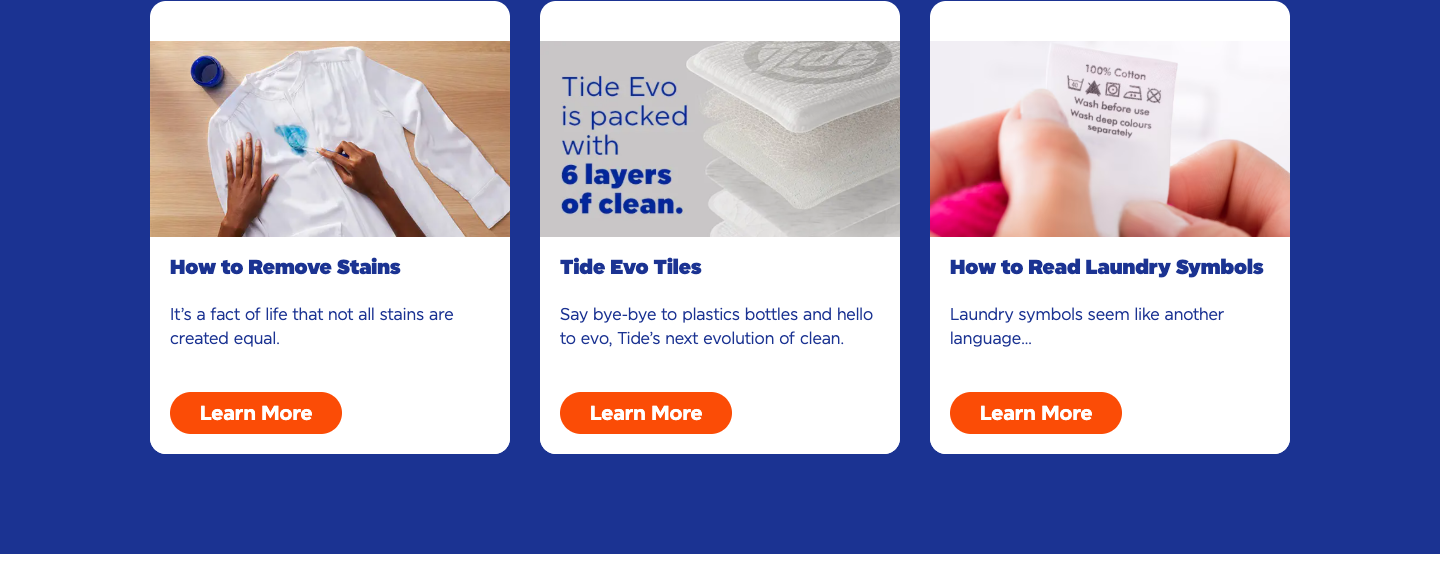 Tide Evo
is packed
with
6 layers
of clean.
Tide
100% Cotton
40
Wash before use
Wash deep colours
separately
How to Remove Stains
It’s a fact of life that not all stains are
created equal.
Learn More
Tide Evo Tiles
Say bye-bye to plastics bottles and hello
to evo, Tide’s next evolution of clean.
Learn More
How to Read Laundry Symbols
Laundry symbols seem like another
language…
Learn More